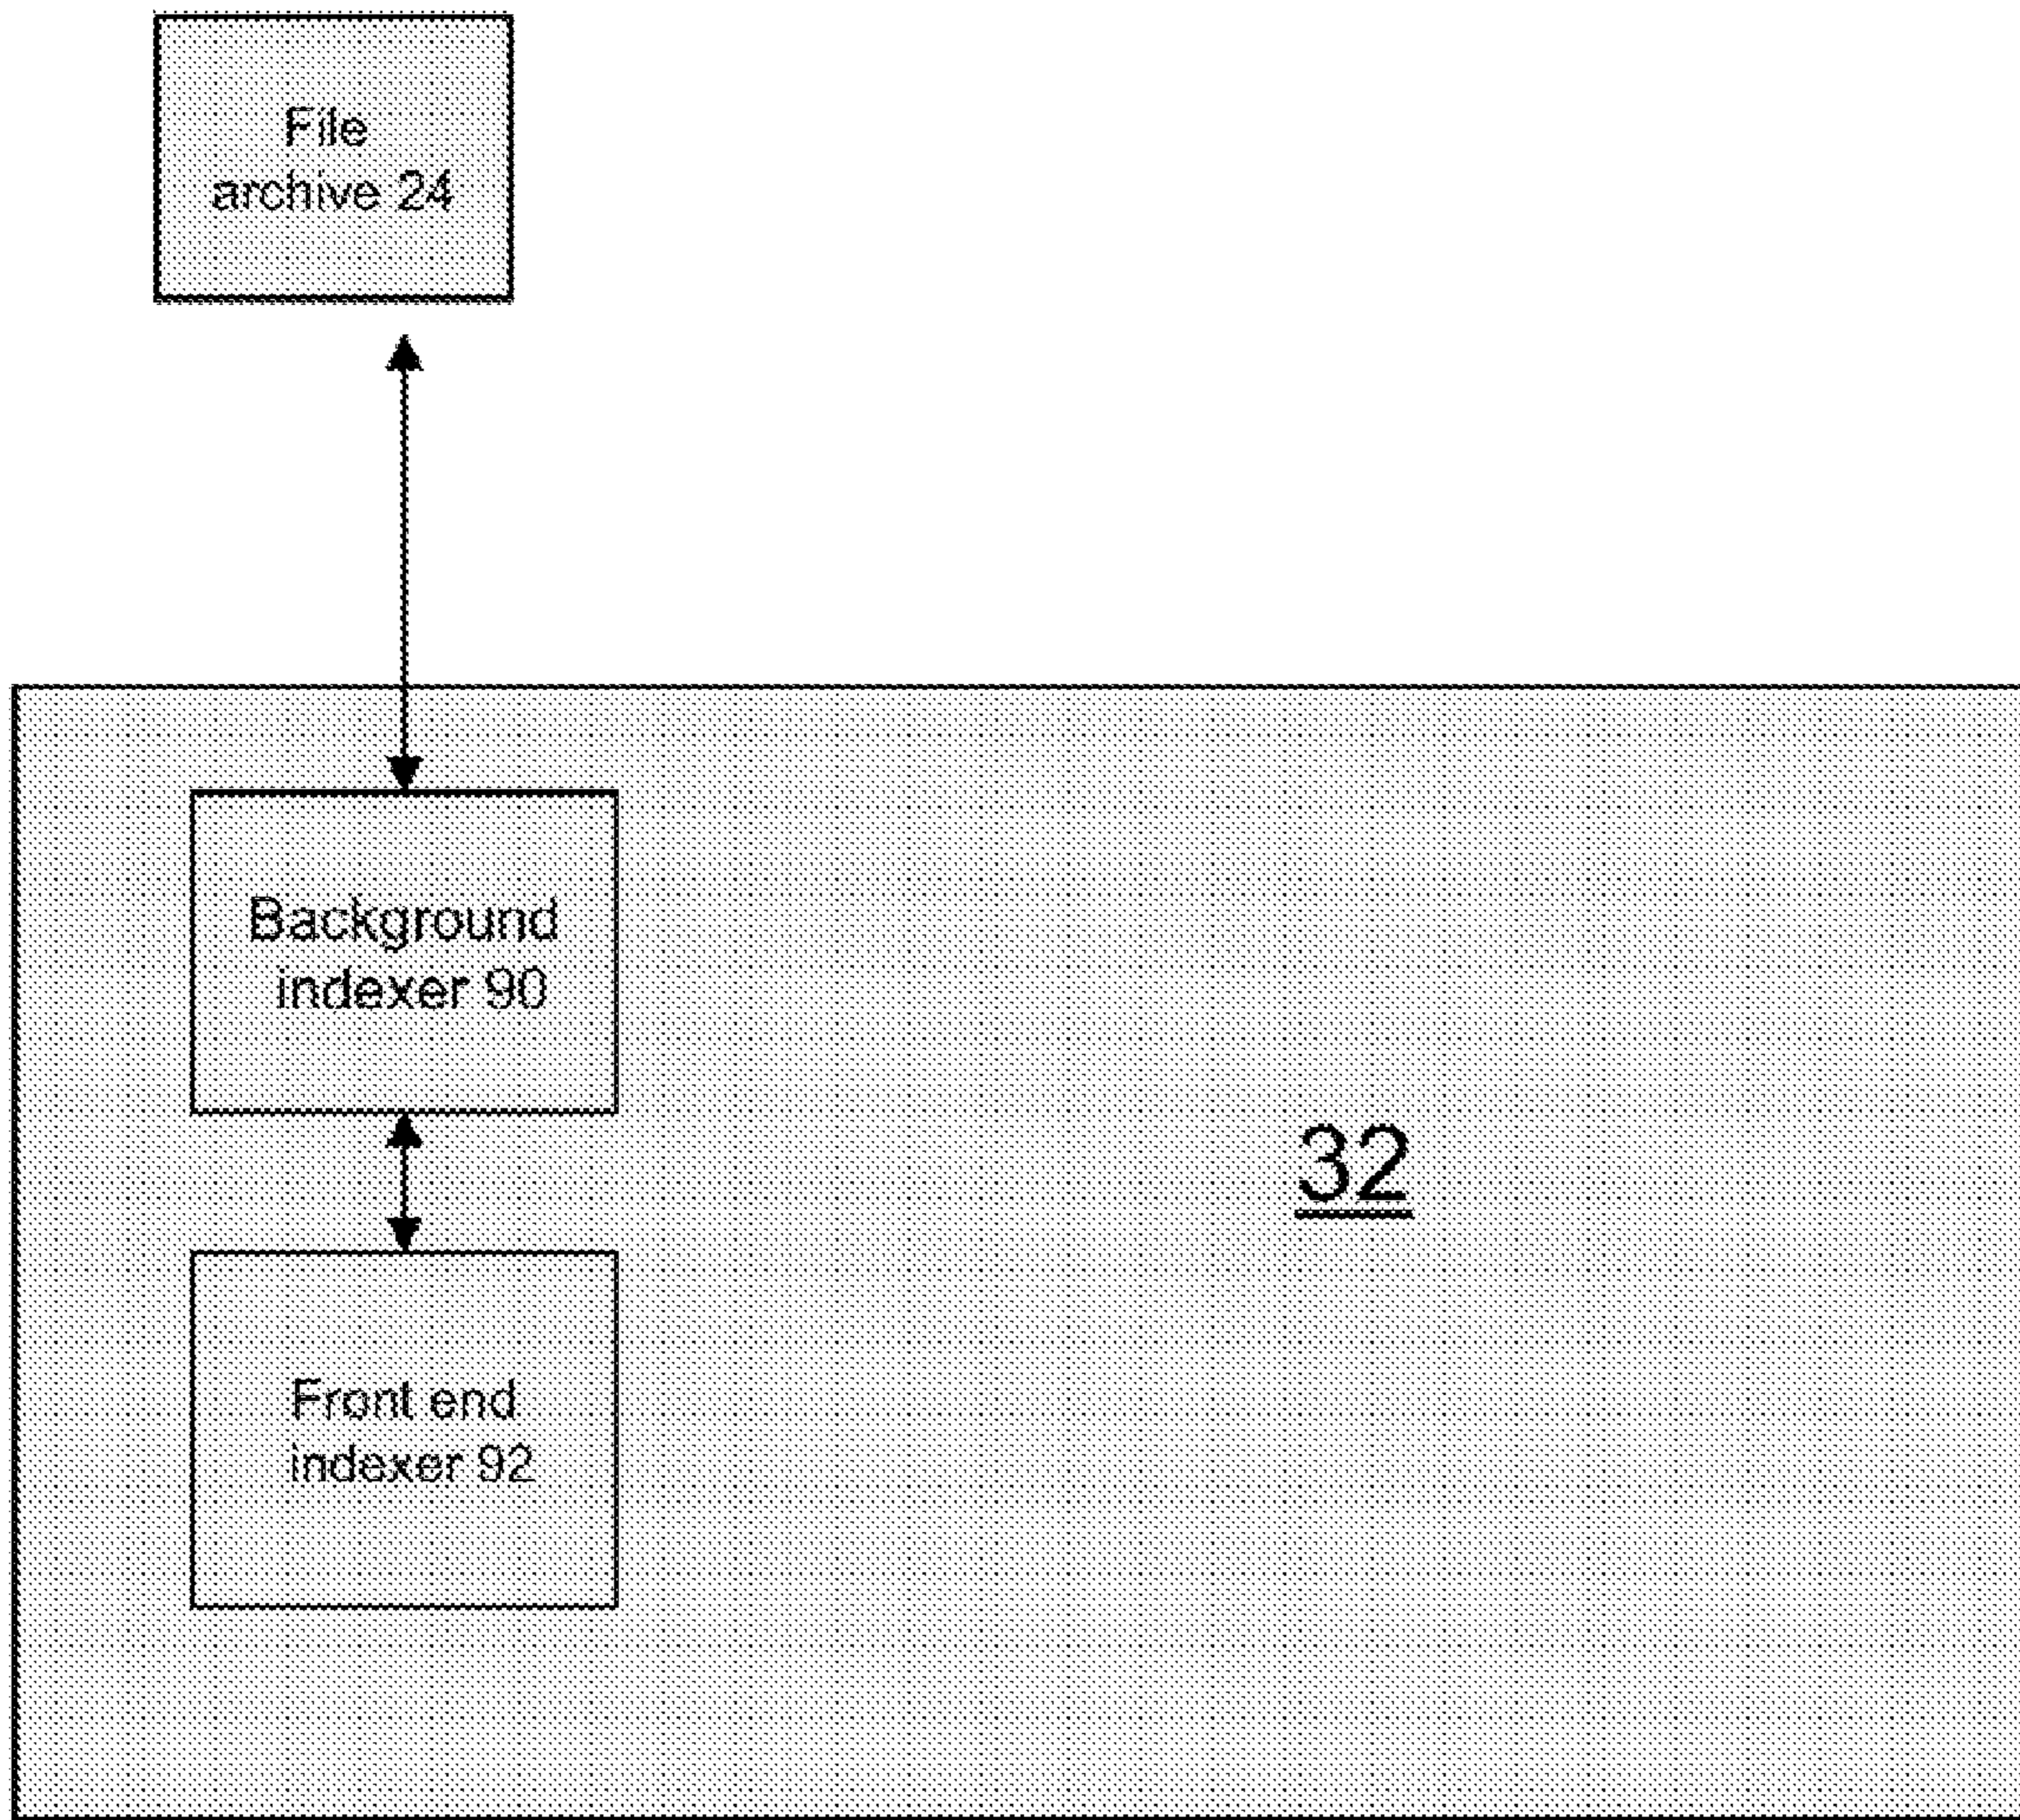 File
archive 24
Background
indexer 90
32
Front end
indexer 92